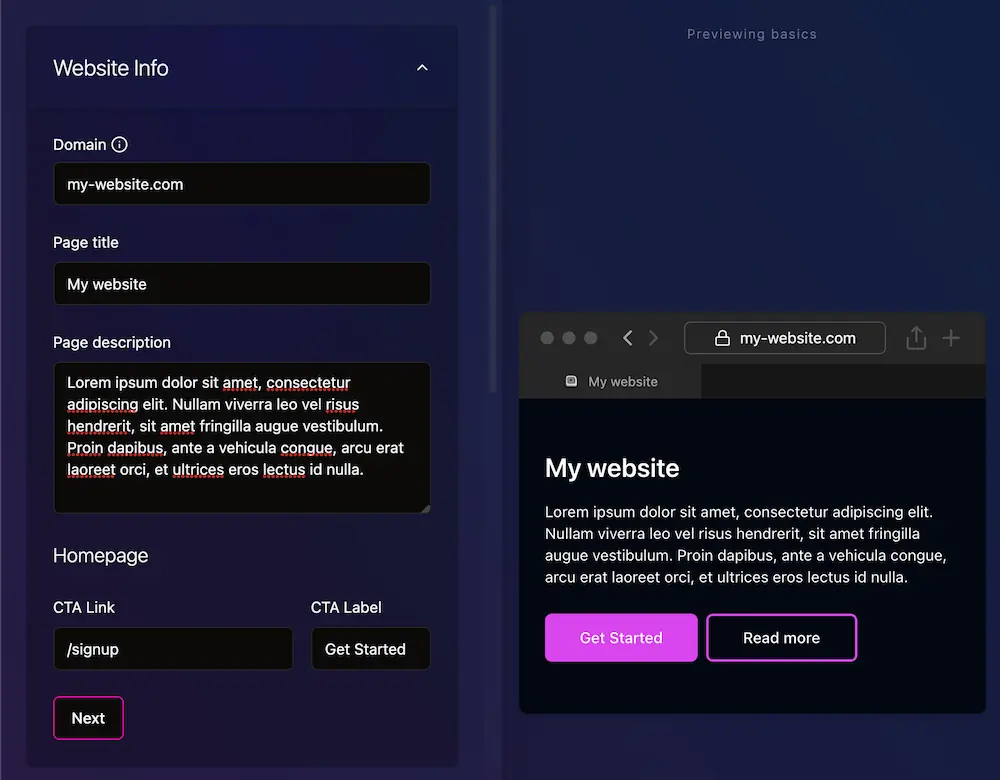 Website Info
Domain
my-website.com
Page title
My website
Page description
Lorem ipsum dolor sit amet, consectetur
adipiscing elit. Nullam viverra leo vel risus
hendrerit, sit amet fringilla augue vestibulum.
Proin dapibus, ante a vehicula congue, arcu erat
laoreet orci, et ultrices eros lectus id nulla.
Homepage
CTA Link
CTA Label
/signup
Get Started
Next
Previewing basics
my-website.com
My website
My website
Lorem ipsum dolor sit amet, consectetur adipiscing elit.
Nullam viverra leo vel risus hendrerit, sit amet fringilla
augue vestibulum. Proin dapibus, ante a vehicula congue,
arcu erat laoreet orci, et ultrices eros lectus id nulla.
Get Started
Read more